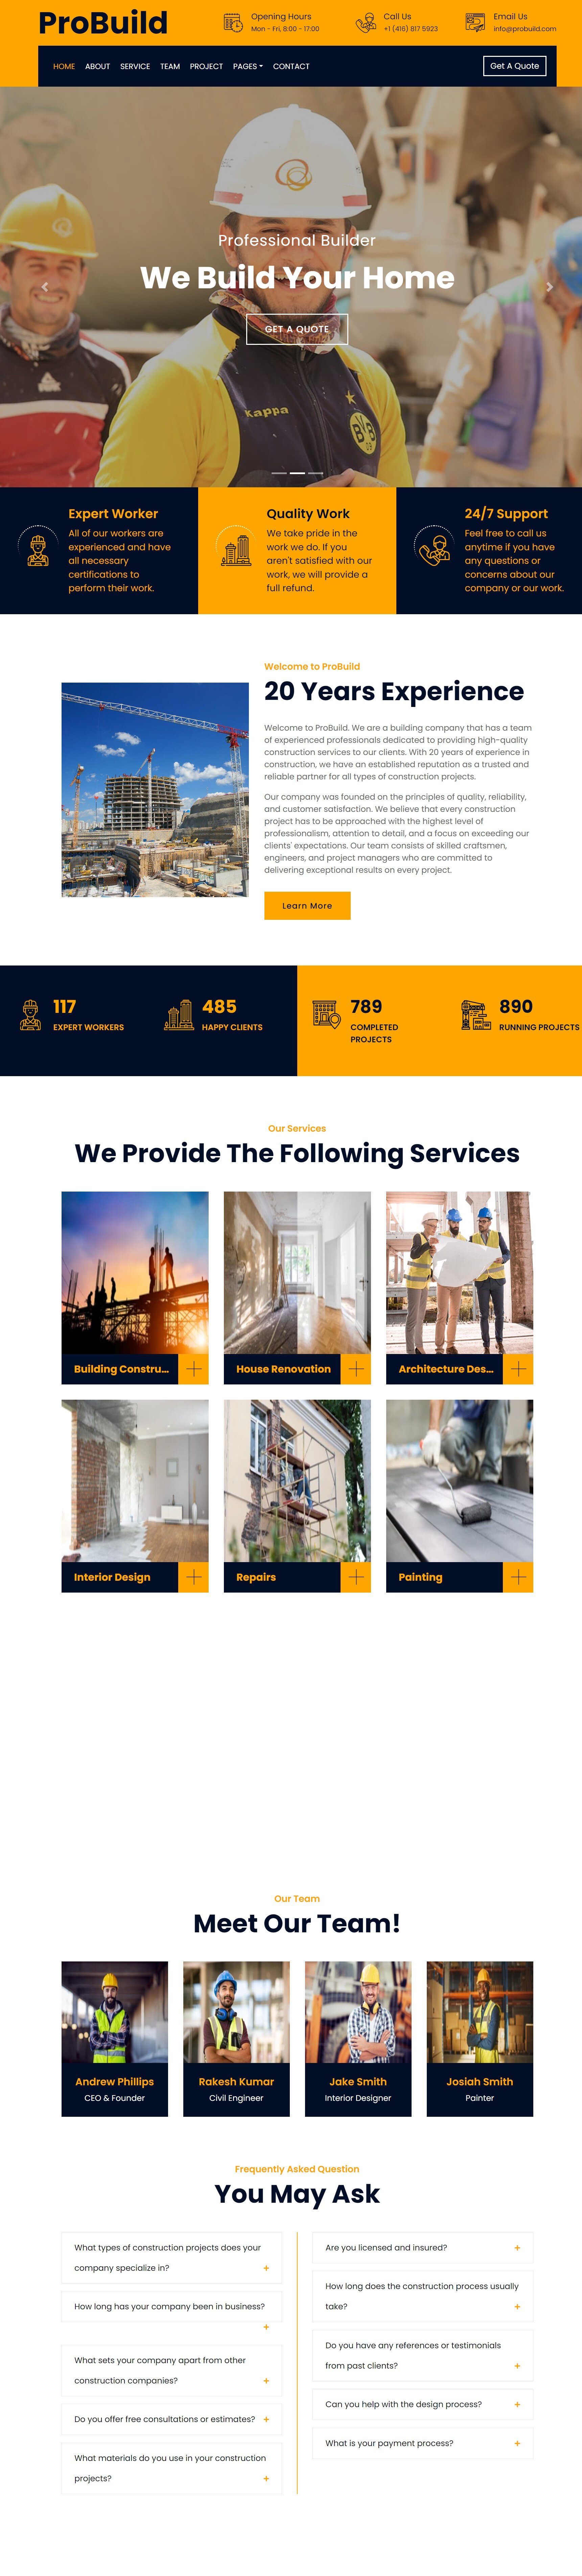 ProBuild
Opening Hours
Mon - Fri, 8:00 - 17:00
Call Us
+1 (416) 817 5923
Email Us
info@probuild.com
HOME ABOUT SERVICE TEAM PROJECT PAGES CONTACT
Get A Quote
Professional Builder
We Build Your Home
GET A QUOTE
Kappa
BVB
09
Expert Worker
All of our workers are
experienced and have
all necessary
certifications to
perform their work.
Quality Work
We take pride in the
work we do. If you
aren't satisfied with our
work, we will provide a
full refund.
24/7 Support
Feel free to call us
anytime if you have
any questions or
concerns about our
company or our work.
Welcome to ProBuild
20 Years Experience
Welcome to ProBuild. We are a building company that has a team
of experienced professionals dedicated to providing high-quality
construction services to our clients. With 20 years of experience in
construction, we have an established reputation as a trusted and
reliable partner for all types of construction projects.
Our company was founded on the principles of quality, reliability,
and customer satisfaction. We believe that every construction
project has to be approached with the highest level of
professionalism, attention to detail, and a focus on exceeding our
clients' expectations. Our team consists of skilled craftsmen,
engineers, and project managers who are committed to
delivering exceptional results on every project.
Learn More
117
EXPERT WORKERS
485
HAPPY CLIENTS
789
COMPLETED
PROJECTS
890
RUNNING PROJECTS
Our Services
We Provide The Following Services
Building Constru...
House Renovation
Architecture Des...
Interior Design
Repairs
Painting
Our Team
Meet Our Team!
Andrew Phillips
CEO & Founder
Rakesh Kumar
Civil Engineer
Jake Smith
Interior Designer
Josiah Smith
Painter
Frequently Asked Question
You May Ask
What types of construction projects does your
company specialize in?
+
How long has your company been in business?
+
What sets your company apart from other
construction companies?
+
Do you offer free consultations or estimates? +
What materials do you use in your construction
projects?
+
Are you licensed and insured? +
How long does the construction process usually
take?
+
Do you have any references or testimonials
from past clients?
+
Can you help with the design process? +
What is your payment process? +